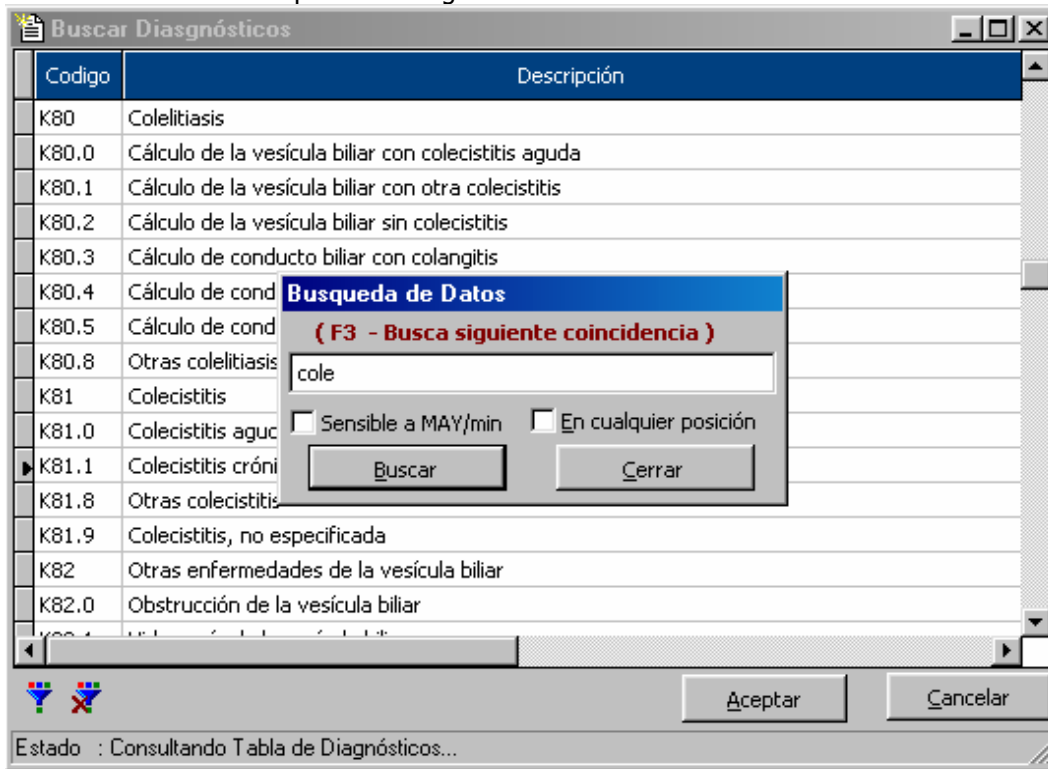 Buscar Diasgnósticos
Codigo Descripción
K80 Colelitiasis
K80.0 Cálculo de la vesícula biliar con colecistitis aguda
K80.1 Cálculo de la vesícula biliar con otra colecistitis
K80.2 Cálculo de la vesícula biliar sin colecistitis
K80.3 Cálculo de conducto biliar con colangitis
K80.4 Cálculo de cond
K80.5 Cálculo de cond
K80.8 Otras colelitiasis
K81 Colecistitis
K81.0 Colecistitis aguc
K81.1 Colecistitis cróni
K81.8 Otras colecistitis
K81.9 Colecistitis, no especificada
K82 Otras enfermedades de la vesícula biliar
K82.0 Obstrucción de la vesícula biliar
Busqueda de Datos
( F3 - Busca siguiente coincidencia )
cole
Sensible a MAY/min En cualquier posición
Buscar Cerrar
Aceptar Cancelar
Estado : Consultando Tabla de Diagnósticos...